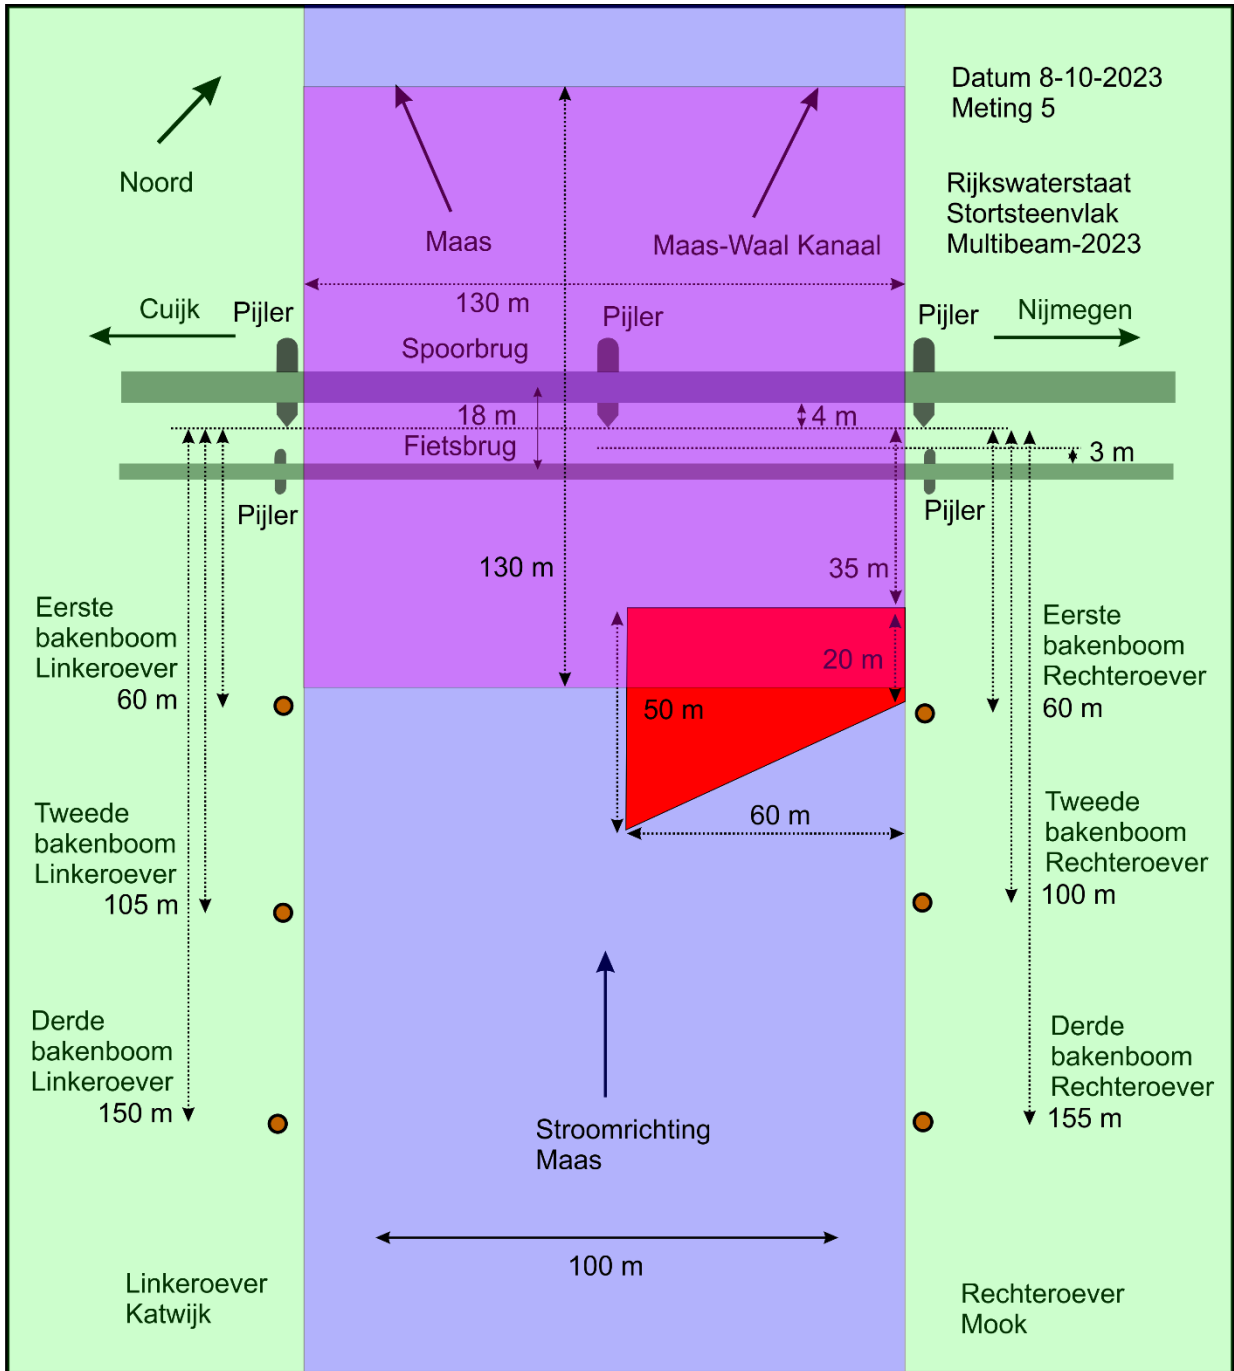 Datum 8-10-2023
Meting 5
Noord
Rijkswaterstaat
Stortsteenvlak
Multibeam-2023
Maas
Maas-Waal Kanaal
130 m
Cuijk
Pijler
Pijler
Pijler
Nijmegen
Spoorbrug
18 m
4 m
Fietsbrug
3 m
Pijler
Pijler
130 m
35 m
Eerste
bakenboom
Linkeroever
60 m
Eerste
bakenboom
Rechteroever
60 m
20 m
50 m
Tweede
bakenboom
Linkeroever
105 m
60 m
Tweede
bakenboom
Rechteroever
100 m
Derde
bakenboom
Linkeroever
150 m
Derde
bakenboom
Rechteroever
155 m
Stroomrichting
Maas
100 m
Linkeroever
Katwijk
Rechteroever
Mook